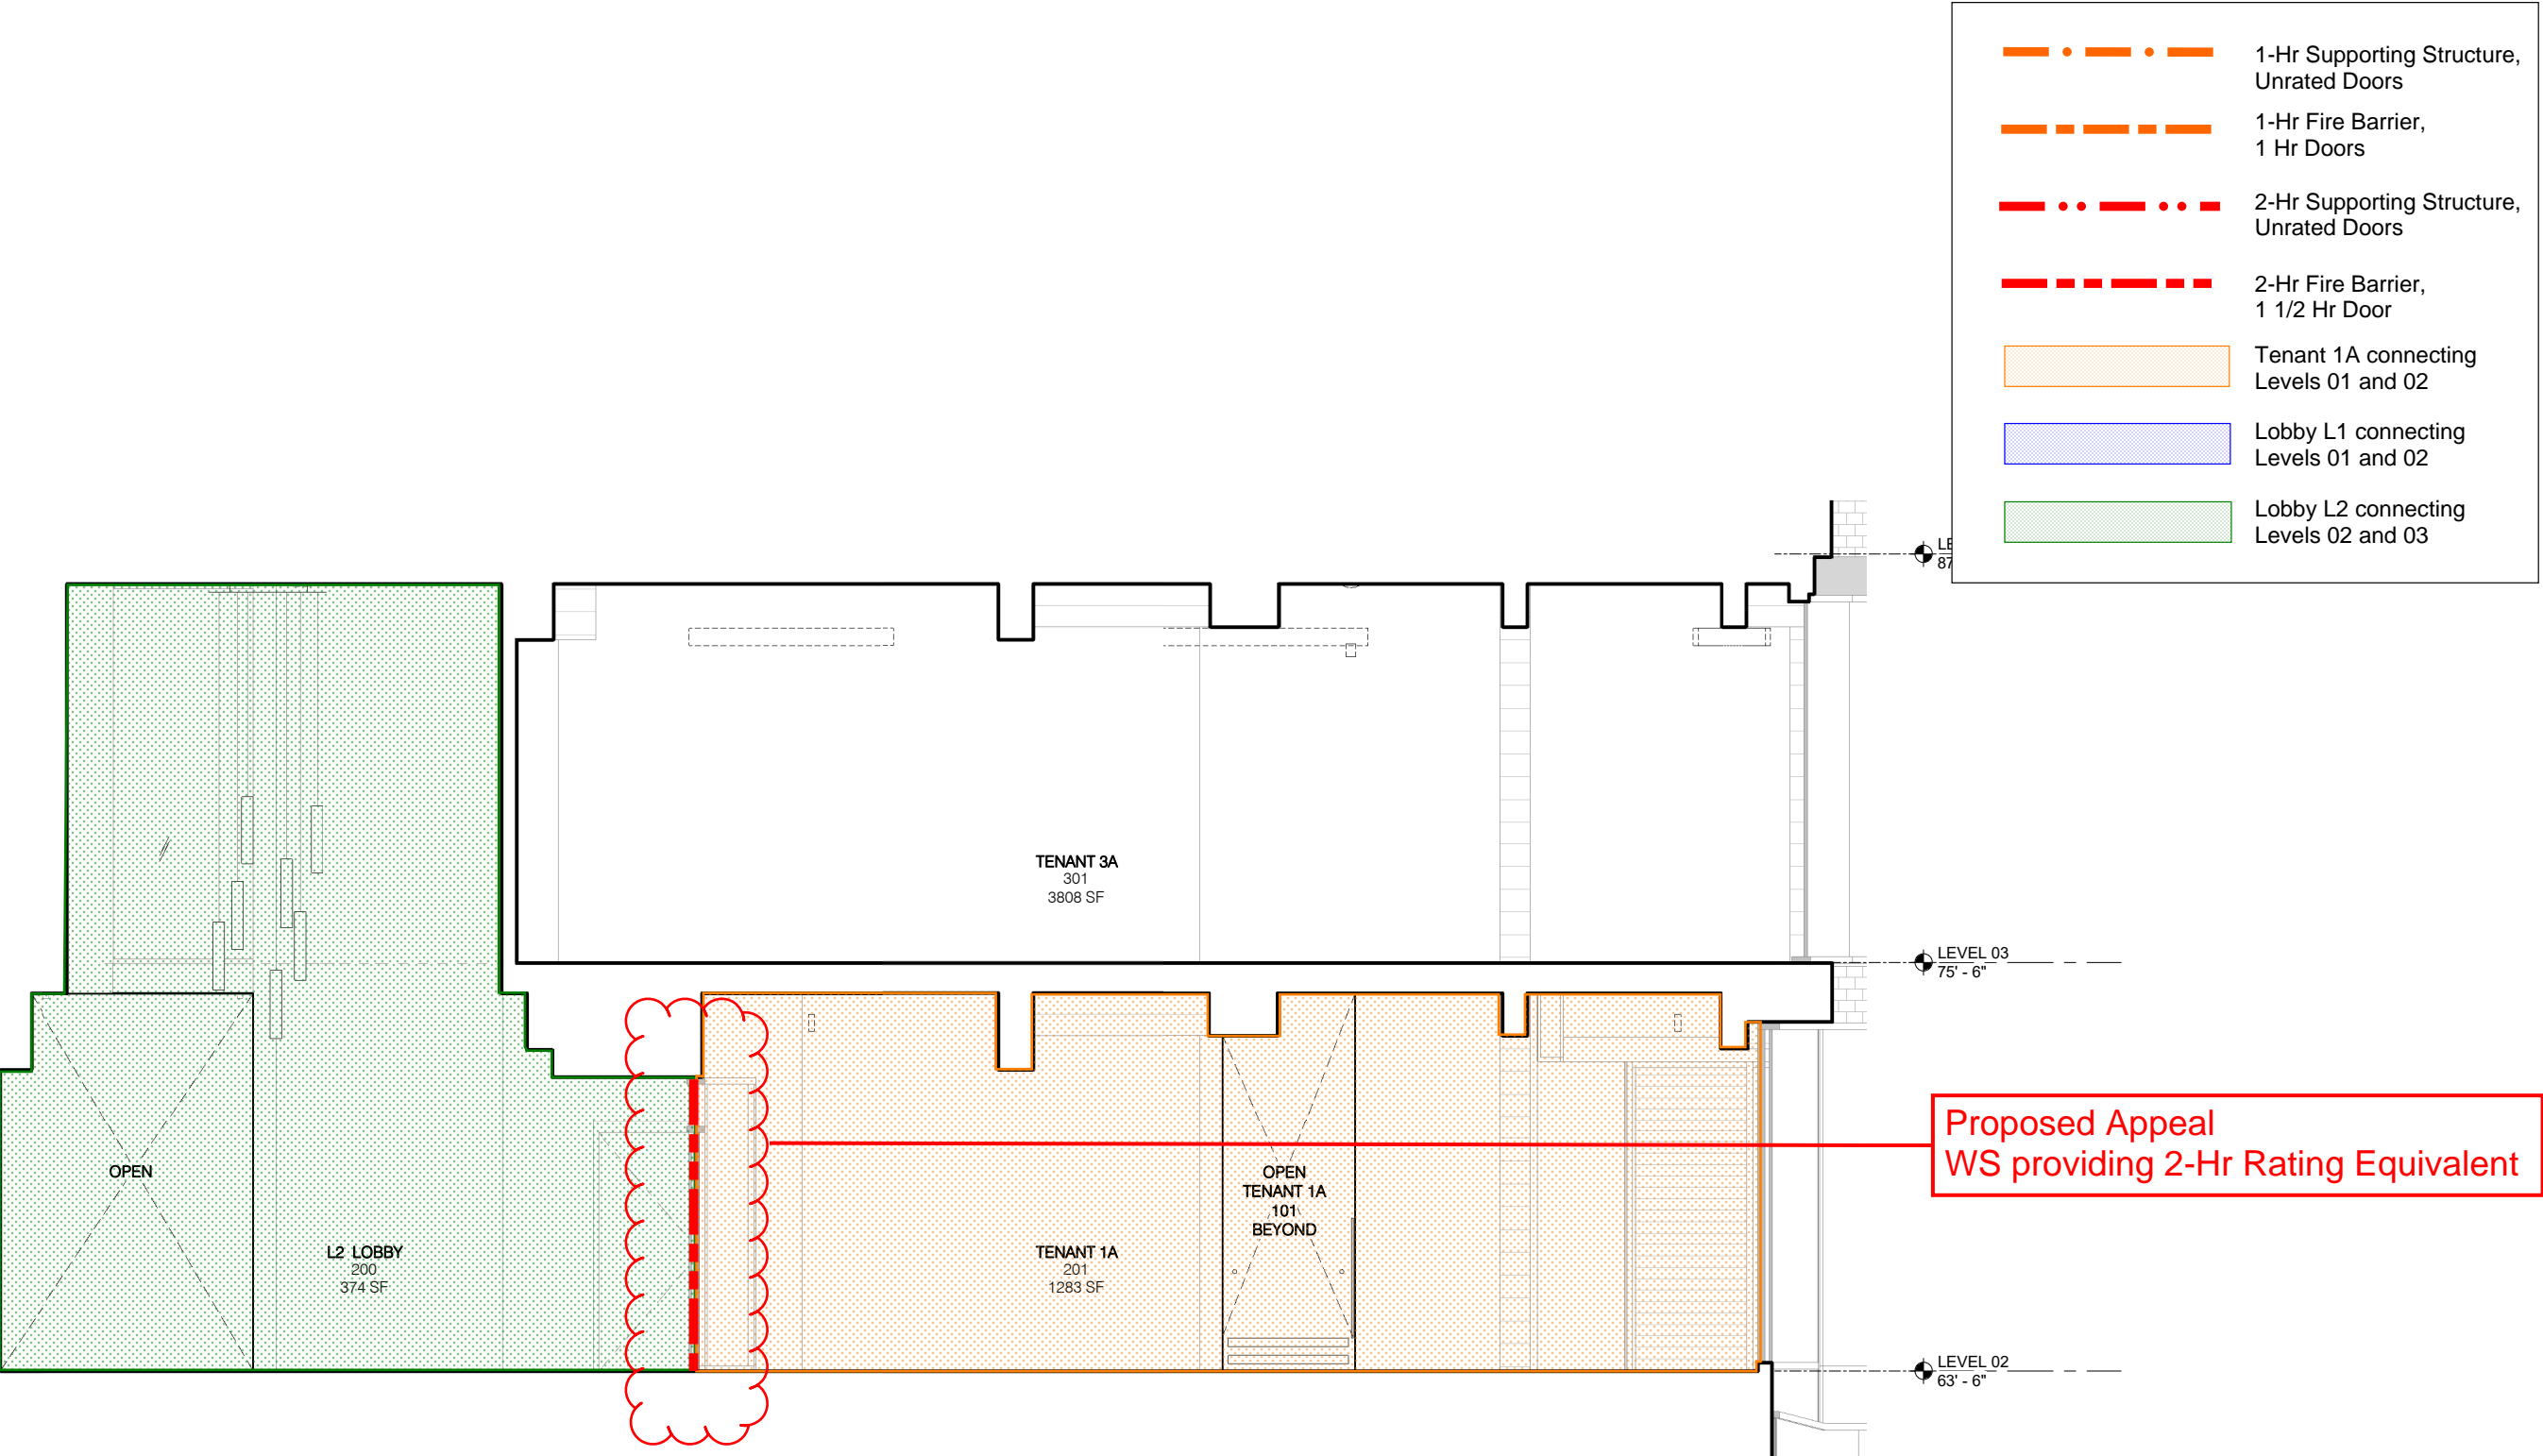 1-Hr Supporting Structure,
Unrated Doors
1-Hr Fire Barrier,
1 Hr Doors
2-Hr Supporting Structure,
Unrated Doors
2-Hr Fire Barrier,
1 1/2 Hr Door
Tenant 1A connecting
Levels 01 and 02
Lobby L1 connecting
Levels 01 and 02
Lobby L2 connecting
Levels 02 and 03
TENANT 3A
301
3808 SF
LEVEL 03
75' - 6"
Proposed Appeal
WS providing 2-Hr Rating Equivalent
OPEN
OPEN
TENANT 1A
101
BEYOND
L2 LOBBY
200
374 SF
TENANT 1A
201
1283 SF
LEVEL 02
63' - 6"